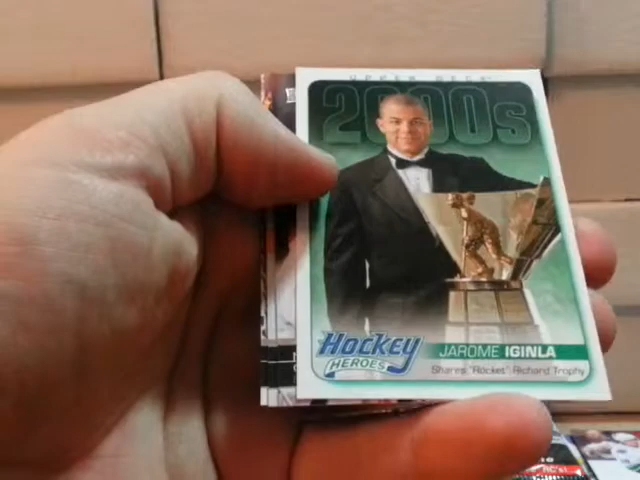 UPPER DECK
2000s
Hockey
HEROES
JAROME IGINLA
Shares "Rocket" Richard Trophy